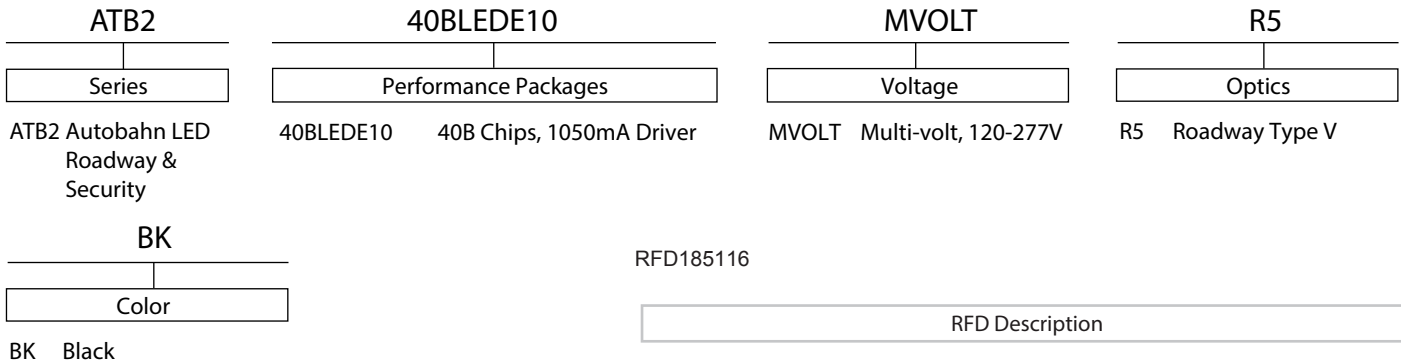 ATB2
40BLEDE10
MVOLT
R5
Series
Performance Packages
Voltage
Optics
ATB2 Autobahn LED
Roadway &
Security
40BLEDE10 40B Chips, 1050mA Driver
MVOLT Multi-volt, 120-277V
R5 Roadway Type V
BK
RFD185116
Color
RFD Description
BK Black